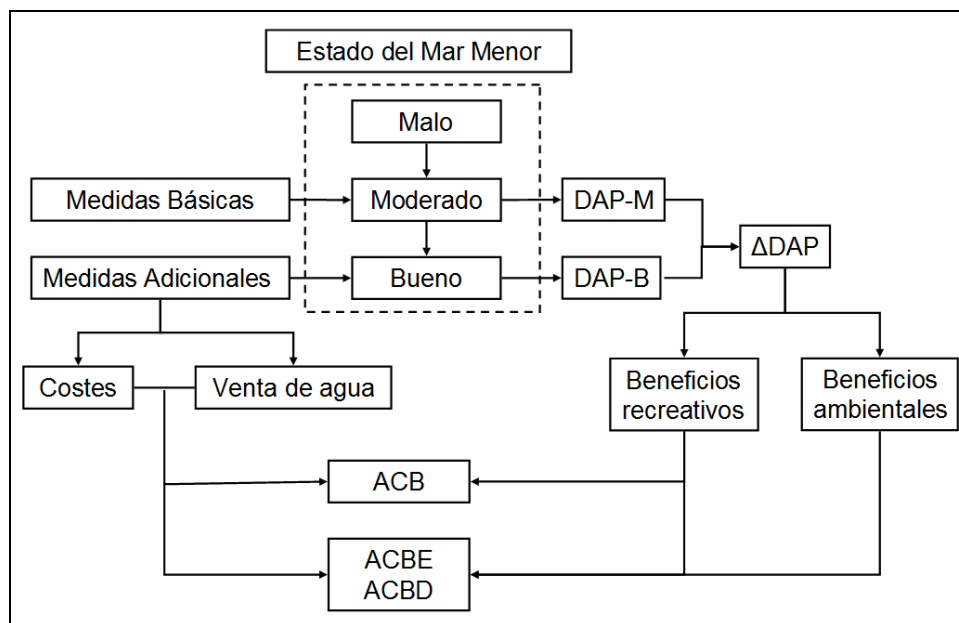 Estado del Mar Menor
Malo
Medidas Básicas
Moderado
DAP-M
ΔDAP
Medidas Adicionales
Bueno
DAP-B
Costes
Venta de agua
Beneficios
recreativos
Beneficios
ambientales
ACB
ACBE
ACBD